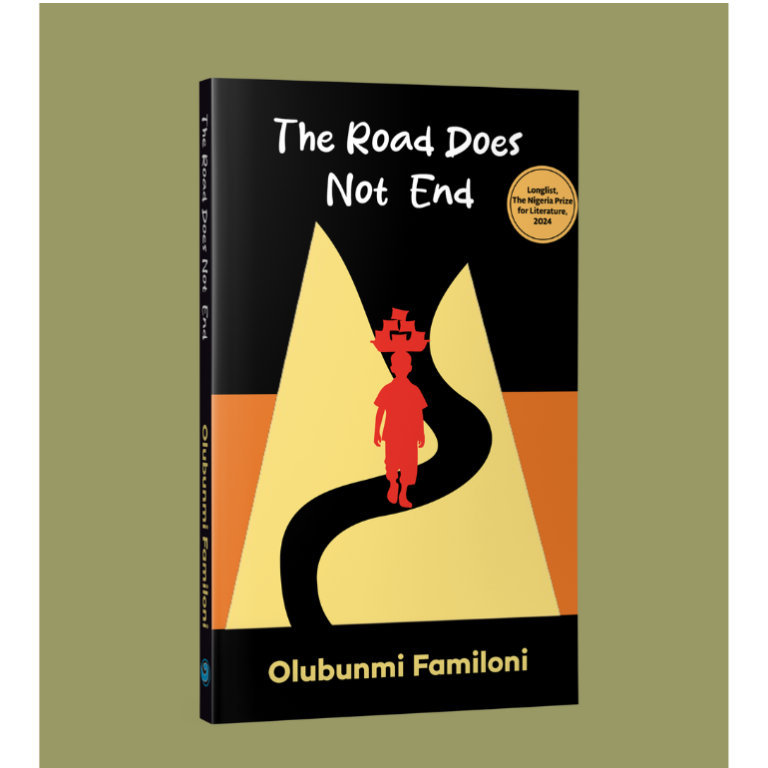 The Road Does
Not End
Longlist,
The Nigeria Prize
for Literature,
2024
Olubunmi Familoni
The Road Does Not End
Olubunmi Familoni